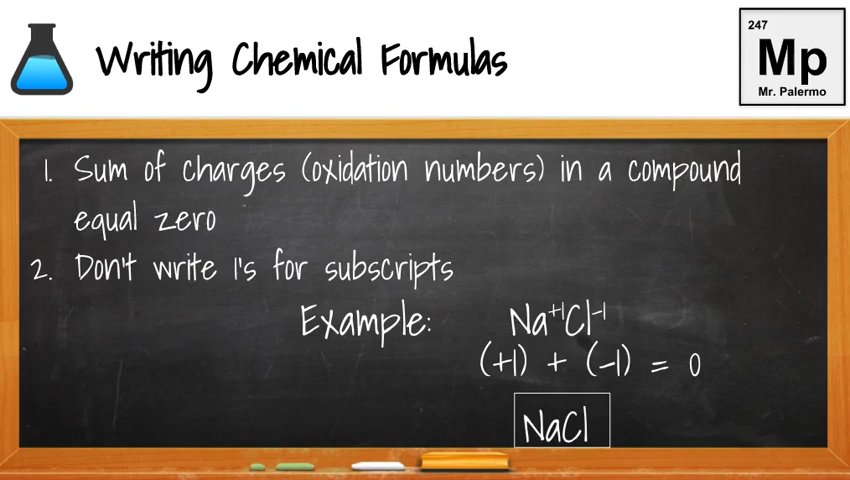 Writing Chemical Formulas
247
Mp
Mr. Palermo
1. Sum of charges (oxidation numbers) in a compound
equal zero
2. Don't write 1's for subscripts
Example: Na⁺¹Cl⁻¹
(+1) + (-1) = 0
NaCl